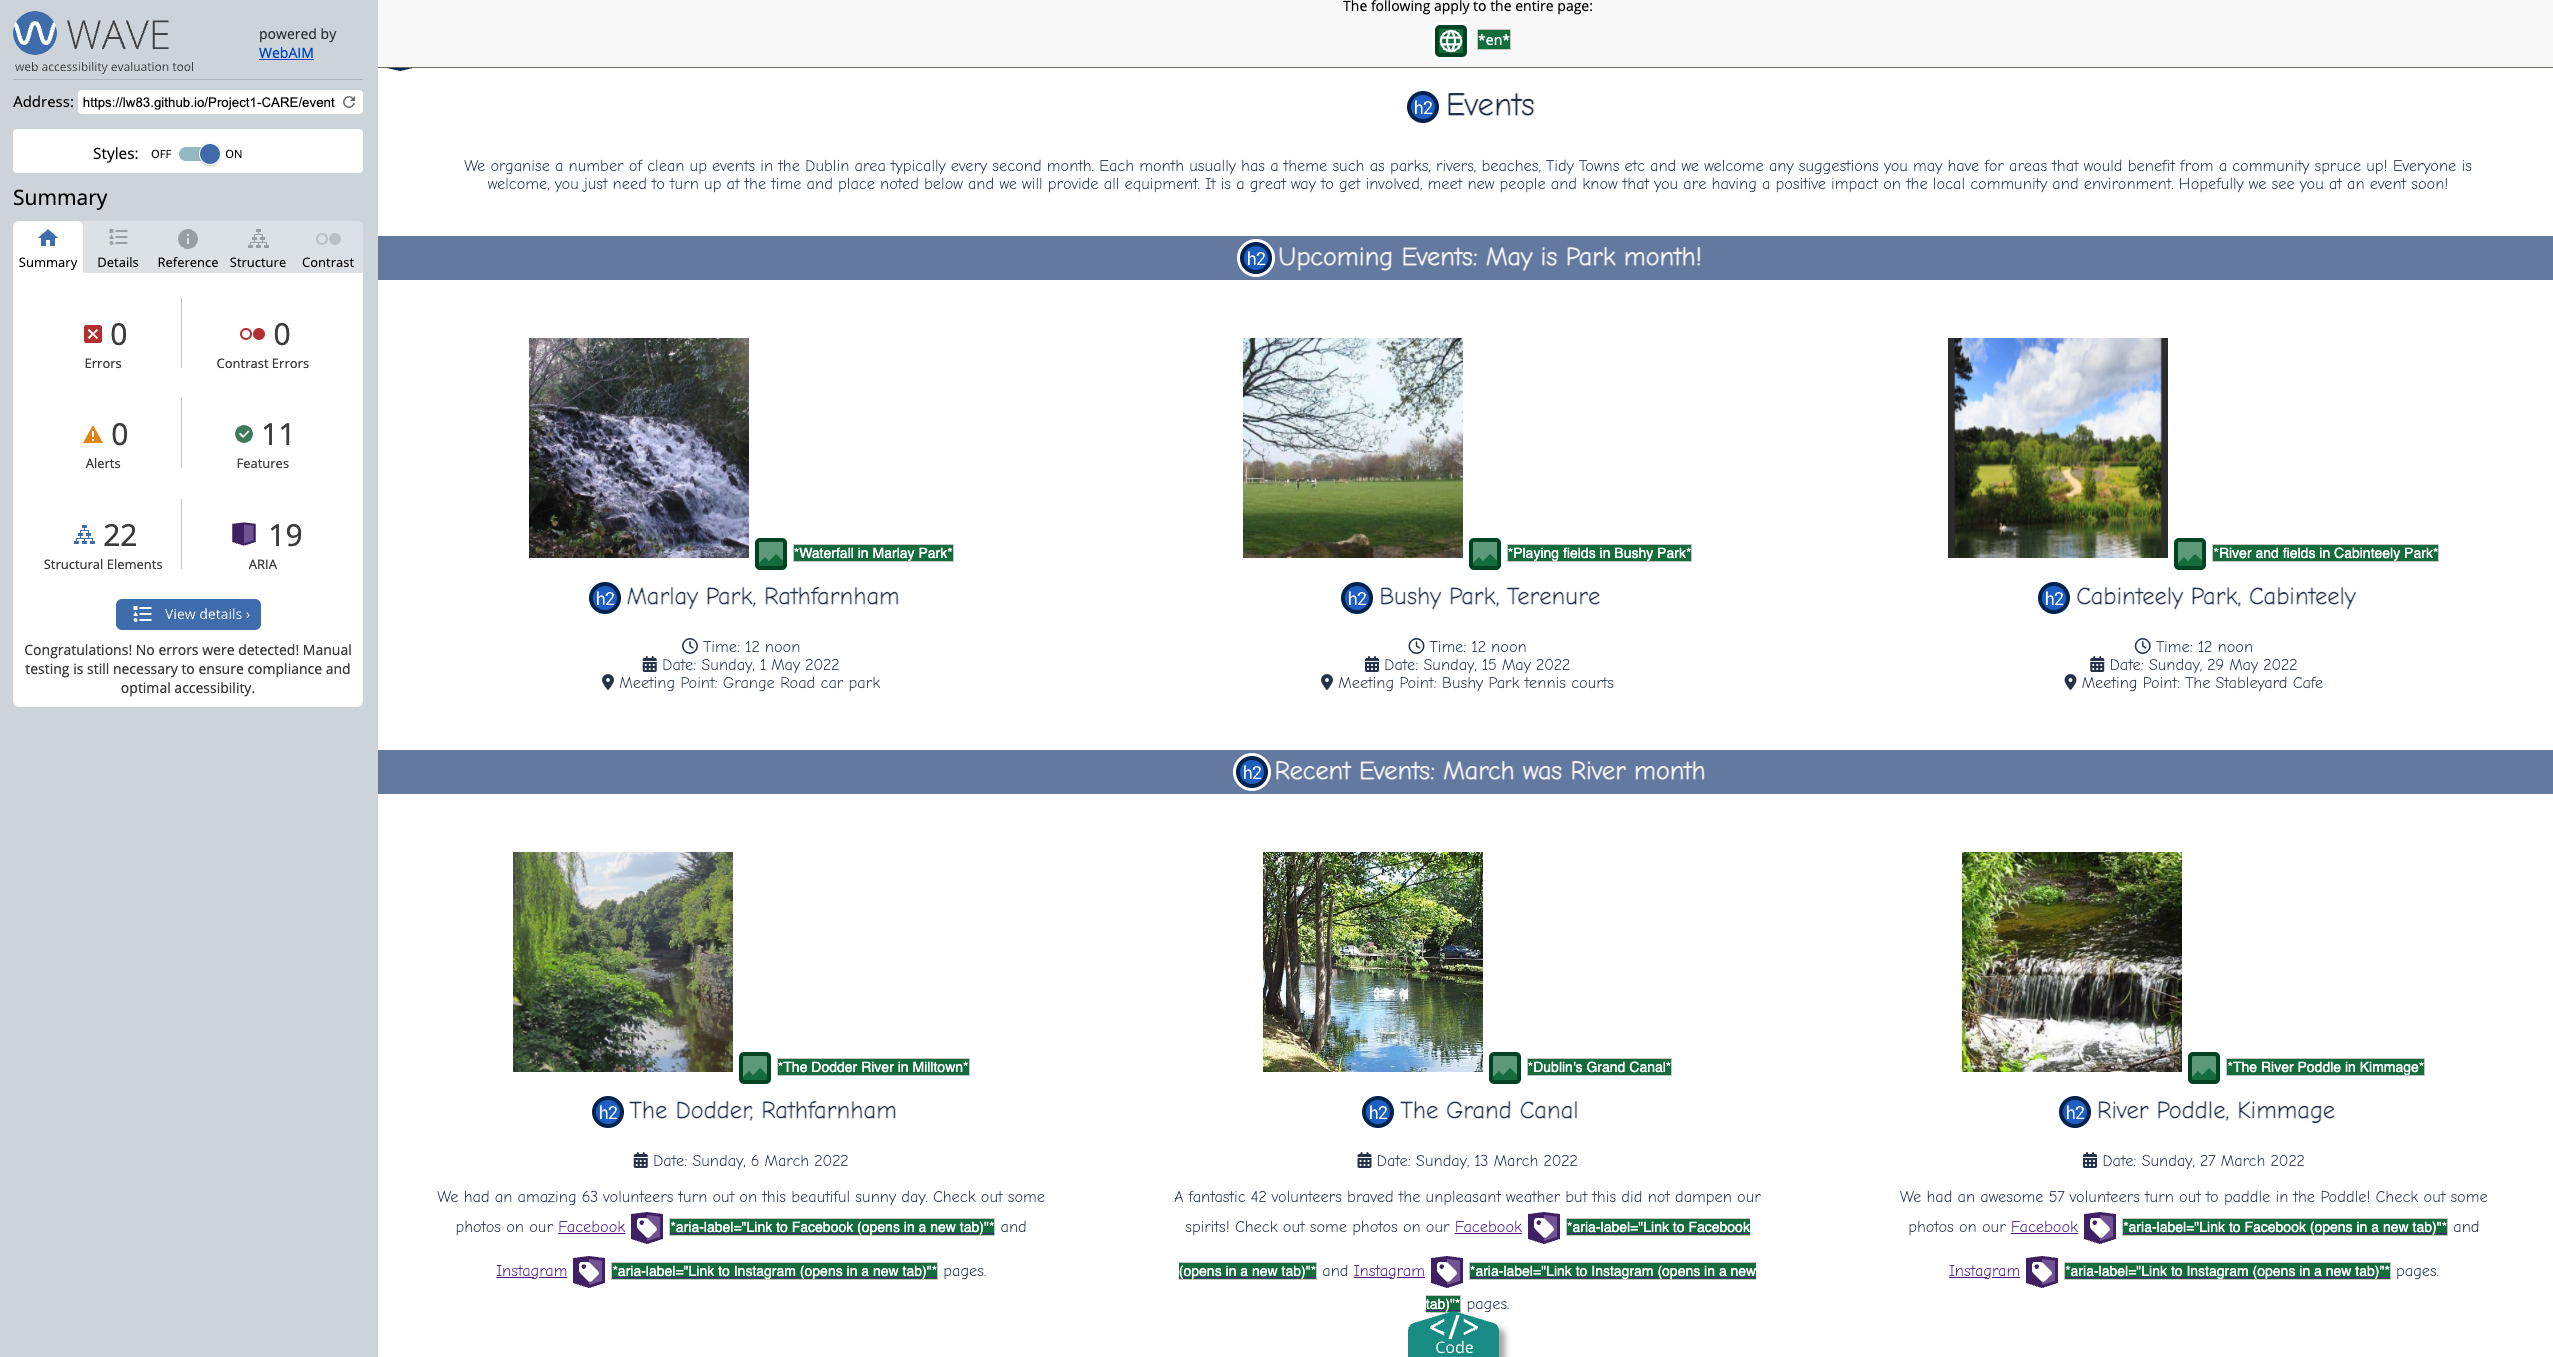 WAVE
powered by
WebAIM
web accessibility evaluation tool
Address: https://lw83.github.io/Project1-CARE/event
Styles: OFF ON
Summary
Summary Details Reference Structure Contrast
0 0
Errors Contrast Errors
0 11
Alerts Features
22 19
Structural Elements ARIA
View details ›
Congratulations! No errors were detected! Manual
testing is still necessary to ensure compliance and
optimal accessibility.
The following apply to the entire page:
*en*
h2 Events
We organise a number of clean up events in the Dublin area typically every second month. Each month usually has a theme such as parks, rivers, beaches, Tidy Towns etc and we welcome any suggestions you may have for areas that would benefit from a community spruce up! Everyone is
welcome, you just need to turn up at the time and place noted below and we will provide all equipment. It is a great way to get involved, meet new people and know that you are having a positive impact on the local community and environment. Hopefully we see you at an event soon!
h2 Upcoming Events: May is Park month!
*Waterfall in Marlay Park*
h2 Marlay Park, Rathfarnham
Time: 12 noon
Date: Sunday, 1 May 2022
Meeting Point: Grange Road car park
*Playing fields in Bushy Park*
h2 Bushy Park, Terenure
Time: 12 noon
Date: Sunday, 15 May 2022
Meeting Point: Bushy Park tennis courts
*River and fields in Cabinteely Park*
h2 Cabinteely Park, Cabinteely
Time: 12 noon
Date: Sunday, 29 May 2022
Meeting Point: The Stableyard Cafe
h2 Recent Events: March was River month
*The Dodder River in Milltown*
h2 The Dodder, Rathfarnham
Date: Sunday, 6 March 2022
We had an amazing 63 volunteers turn out on this beautiful sunny day. Check out some
photos on our Facebook *aria-label="Link to Facebook (opens in a new tab)"* and
Instagram *aria-label="Link to Instagram (opens in a new tab)"* pages.
*Dublin's Grand Canal*
h2 The Grand Canal
Date: Sunday, 13 March 2022
A fantastic 42 volunteers braved the unpleasant weather but this did not dampen our
spirits! Check out some photos on our Facebook *aria-label="Link to Facebook
(opens in a new tab)"* and Instagram *aria-label="Link to Instagram (opens in a new
tab)"* pages.
*The River Poddle in Kimmage*
h2 River Poddle, Kimmage
Date: Sunday, 27 March 2022
We had an awesome 57 volunteers turn out to paddle in the Poddle! Check out some
photos on our Facebook *aria-label="Link to Facebook (opens in a new tab)"* and
Instagram *aria-label="Link to Instagram (opens in a new tab)"* pages.
</>
Code